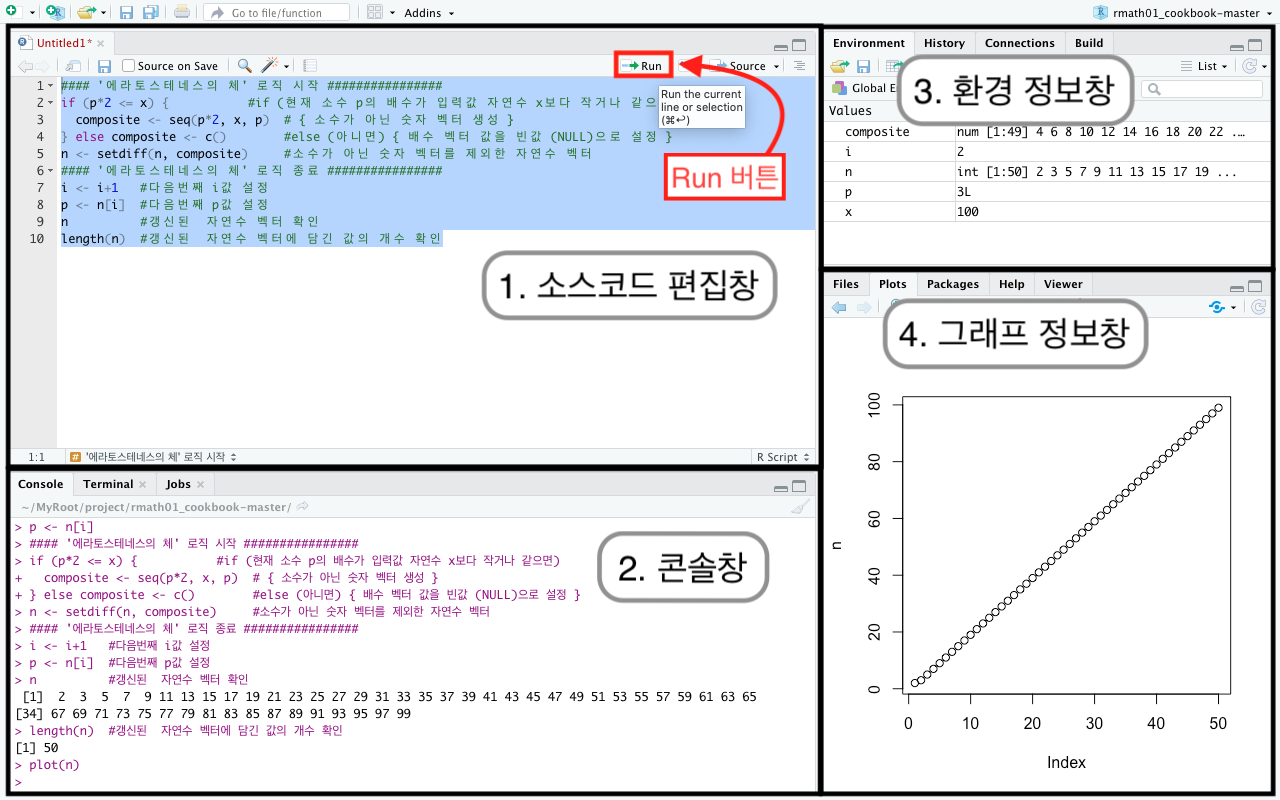 Go to file/function
Addins
rmath01_cookbook-master
Untitled1*
Source on Save
Run
Source
Run the current
line or selection
(⌘↩)
Run 버튼
1 #### '에라토스테네스의 체' 로직 시작 ################
2 if (p*2 <= x) { #if (현재 소수 p의 배수가 입력값 자연수 x보다 작거나 같으
3 composite <- seq(p*2, x, p) # { 소수가 아닌 숫자 벡터 생성 }
4 } else composite <- c() #else (아니면) { 배수 벡터 값을 빈값 (NULL)으로 설정 }
5 n <- setdiff(n, composite) #소수가 아닌 숫자 벡터를 제외한 자연수 벡터
6 #### '에라토스테네스의 체' 로직 종료 ################
7 i <- i+1 #다음번째 i값 설정
8 p <- n[i] #다음번째 p값 설정
9 n #갱신된 자연수 벡터 확인
10 length(n) #갱신된 자연수 벡터에 담긴 값의 개수 확인
1. 소스코드 편집창
1:1 # '에라토스테네스의 체' 로직 시작 R Script
Console Terminal Jobs
~/MyRoot/project/rmath01_cookbook-master/
> p <- n[i]
> #### '에라토스테네스의 체' 로직 시작 ################
> if (p*2 <= x) { #if (현재 소수 p의 배수가 입력값 자연수 x보다 작거나 같으면)
+ composite <- seq(p*2, x, p) # { 소수가 아닌 숫자 벡터 생성 }
+ } else composite <- c() #else (아니면) { 배수 벡터 값을 빈값 (NULL)으로 설정 }
> n <- setdiff(n, composite) #소수가 아닌 숫자 벡터를 제외한 자연수 벡터
> #### '에라토스테네스의 체' 로직 종료 ################
> i <- i+1 #다음번째 i값 설정
> p <- n[i] #다음번째 p값 설정
> n #갱신된 자연수 벡터 확인
[1] 2 3 5 7 9 11 13 15 17 19 21 23 25 27 29 31 33 35 37 39 41 43 45 47 49 51 53 55 57 59 61 63 65
[34] 67 69 71 73 75 77 79 81 83 85 87 89 91 93 95 97 99
> length(n) #갱신된 자연수 벡터에 담긴 값의 개수 확인
[1] 50
> plot(n)
>
2. 콘솔창
Environment History Connections Build
List
Global
3. 환경 정보창
Values
composite num [1:49] 4 6 8 10 12 14 16 18 20 22 ...
i 2
n int [1:50] 2 3 5 7 9 11 13 15 17 19 ...
p 3L
x 100
Files Plots Packages Help Viewer
4. 그래프 정보창
n
100
80
60
40
20
0
0 10 20 30 40 50
Index